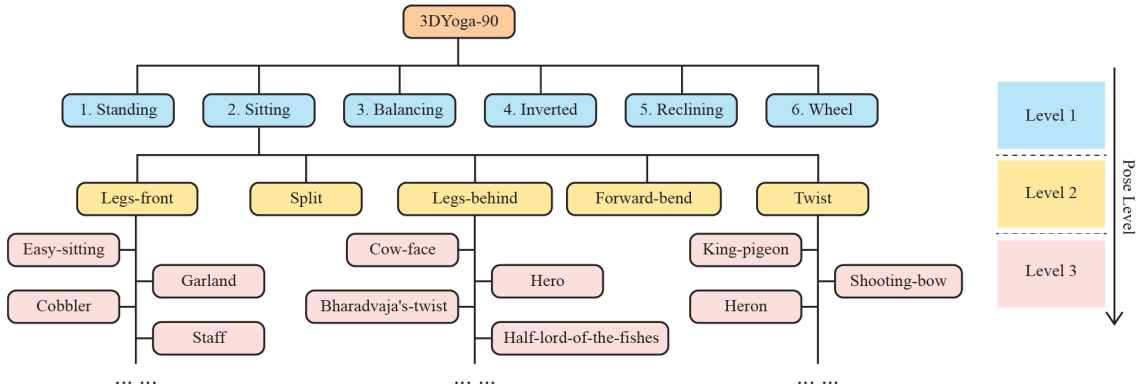 3DYoga-90
1. Standing
2. Sitting
3. Balancing
4. Inverted
5. Reclining
6. Wheel
Level 1
Level 2
Level 3
Pose Level
Legs-front
Split
Legs-behind
Forward-bend
Twist
Easy-sitting
Garland
Cobbler
Staff
... ...
Cow-face
Hero
Bharadvaja's-twist
Half-lord-of-the-fishes
... ...
King-pigeon
Shooting-bow
Heron
... ...